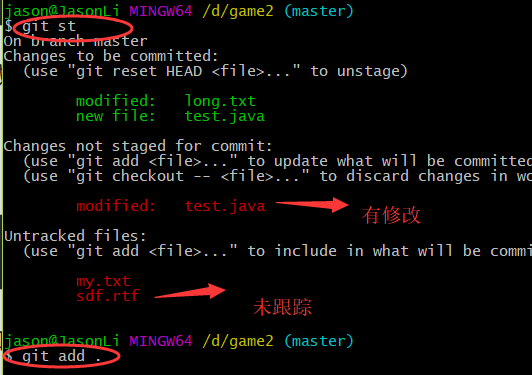 jason@JasonLi MINGW64 /d/game2 (master)
$ git st
On branch master
Changes to be committed:
(use "git reset HEAD <file>..." to unstage)
modified: long.txt
new file: test.java
Changes not staged for commit:
(use "git add <file>..." to update what will be committed
(use "git checkout -- <file>..." to discard changes in wo
modified: test.java
有修改
Untracked files:
(use "git add <file>..." to include in what will be commi
my.txt
sdf.rtf
未跟踪
jason@JasonLi MINGW64 /d/game2 (master)
$ git add .